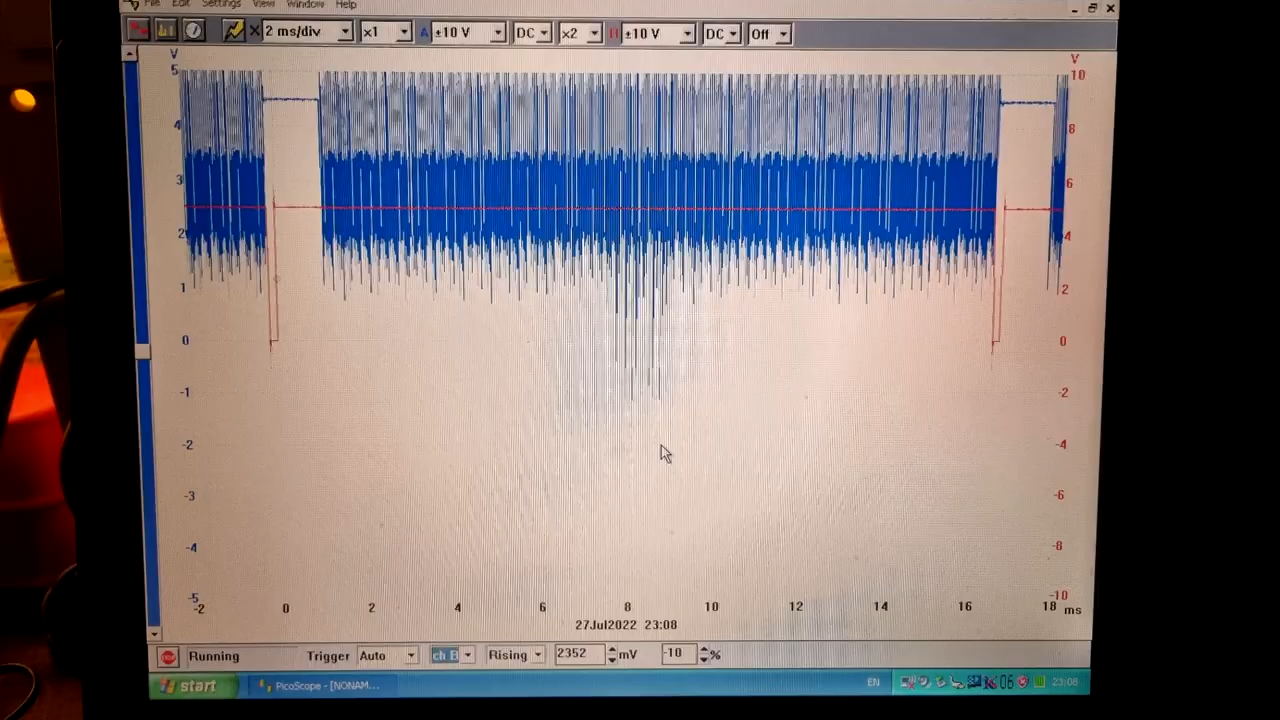 File Edit Settings View Window Help
2 ms/div x1 A ±10 V DC x2 ±10 V DC Off
V V
5 10
4 8
3 6
2 4
1 2
0 0
-1 -2
-2 -4
-3 -6
-4 -8
-5 -10
-2 0 2 4 6 8 10 12 14 16 18 ms
27Jul2022 23:08
STOP Running Trigger Auto ch B Rising 2352 mV -10 %
start PicoScope - [NONAM... EN 06 23:08